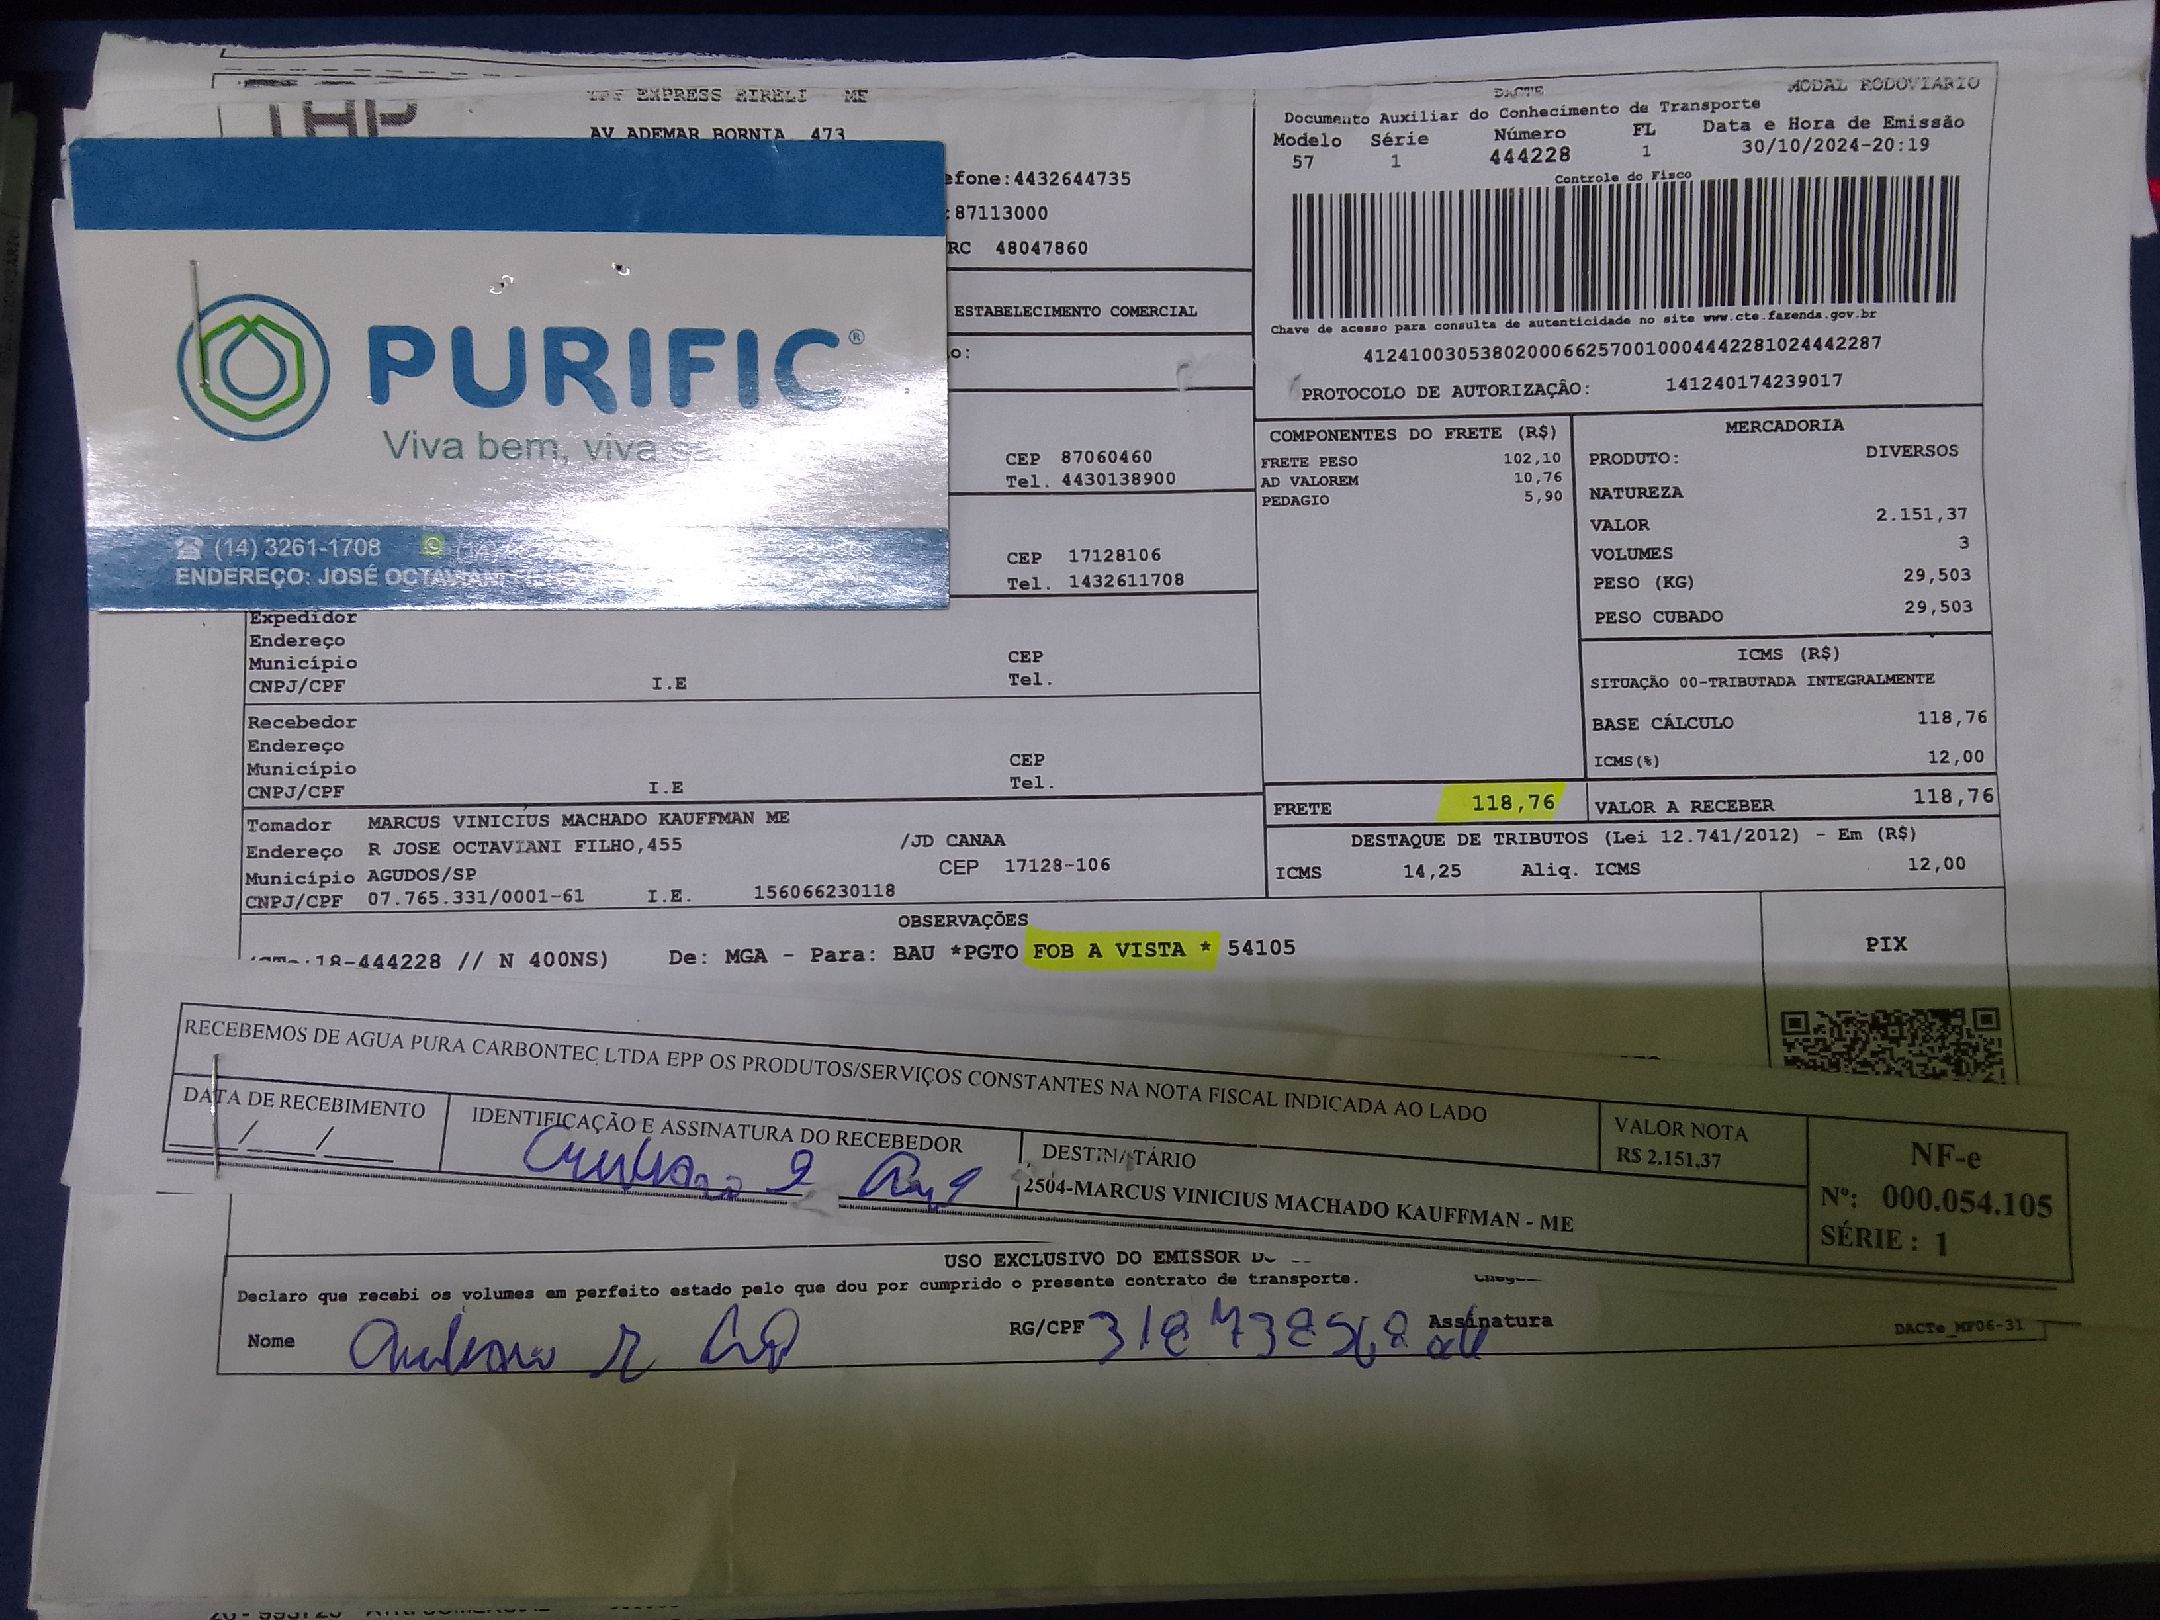 MODAL RODOVIARIO
EXPRESS EIRELI ME
AV ADEMAR BORNIA 473
DACTE
Documento Auxiliar do Conhecimento de Transporte
Modelo Série Número FL Data e Hora de Emissão
57 1 444228 1 30/10/2024-20:19
efone:4432644735
:87113000
RC 48047860
Controle do Fisco
ESTABELECIMENTO COMERCIAL
Chave de acesso para consulta de autenticidade no site www.cte.fazenda.gov.br
41241003053802000662570010004442281024442287
PROTOCOLO DE AUTORIZAÇÃO: 141240174239017
PURIFIC®
Viva bem, viva
(14) 3261-1708
ENDEREÇO: JOSÉ OCTAVIANI
CEP 87060460
Tel. 4430138900
CEP 17128106
Tel. 1432611708
COMPONENTES DO FRETE (R$)
FRETE PESO 102,10
AD VALOREM 10,76
PEDAGIO 5,90
MERCADORIA
PRODUTO: DIVERSOS
NATUREZA
VALOR 2.151,37
VOLUMES 3
PESO (KG) 29,503
PESO CUBADO 29,503
ICMS (R$)
SITUAÇÃO 00-TRIBUTADA INTEGRALMENTE
BASE CÁLCULO 118,76
ICMS(%) 12,00
Expedidor
Endereço
Município CEP
CNPJ/CPF I.E Tel.
Recebedor
Endereço
Município CEP
CNPJ/CPF I.E Tel.
FRETE 118,76 VALOR A RECEBER 118,76
Tomador MARCUS VINICIUS MACHADO KAUFFMAN ME
Endereço R JOSE OCTAVIANI FILHO,455 /JD CANAA
Município AGUDOS/SP CEP 17128-106
CNPJ/CPF 07.765.331/0001-61 I.E. 156066230118
DESTAQUE DE TRIBUTOS (Lei 12.741/2012) - Em (R$)
ICMS 14,25 Aliq. ICMS 12,00
OBSERVAÇÕES
:18-444228 // N 400NS) De: MGA - Para: BAU *PGTO FOB A VISTA * 54105
PIX
RECEBEMOS DE AGUA PURA CARBONTEC LTDA EPP OS PRODUTOS/SERVIÇOS CONSTANTES NA NOTA FISCAL INDICADA AO LADO
DATA DE RECEBIMENTO
___/___/___
IDENTIFICAÇÃO E ASSINATURA DO RECEBEDOR
DESTINATÁRIO
2504-MARCUS VINICIUS MACHADO KAUFFMAN - ME
VALOR NOTA
R$ 2.151,37
NF-e
Nº: 000.054.105
SÉRIE : 1
USO EXCLUSIVO DO EMISSOR
Declaro que recebi os volumes em perfeito estado pelo que dou por cumprido o presente contrato de transporte.
Nome RG/CPF Assinatura
DACTe_MF06-31